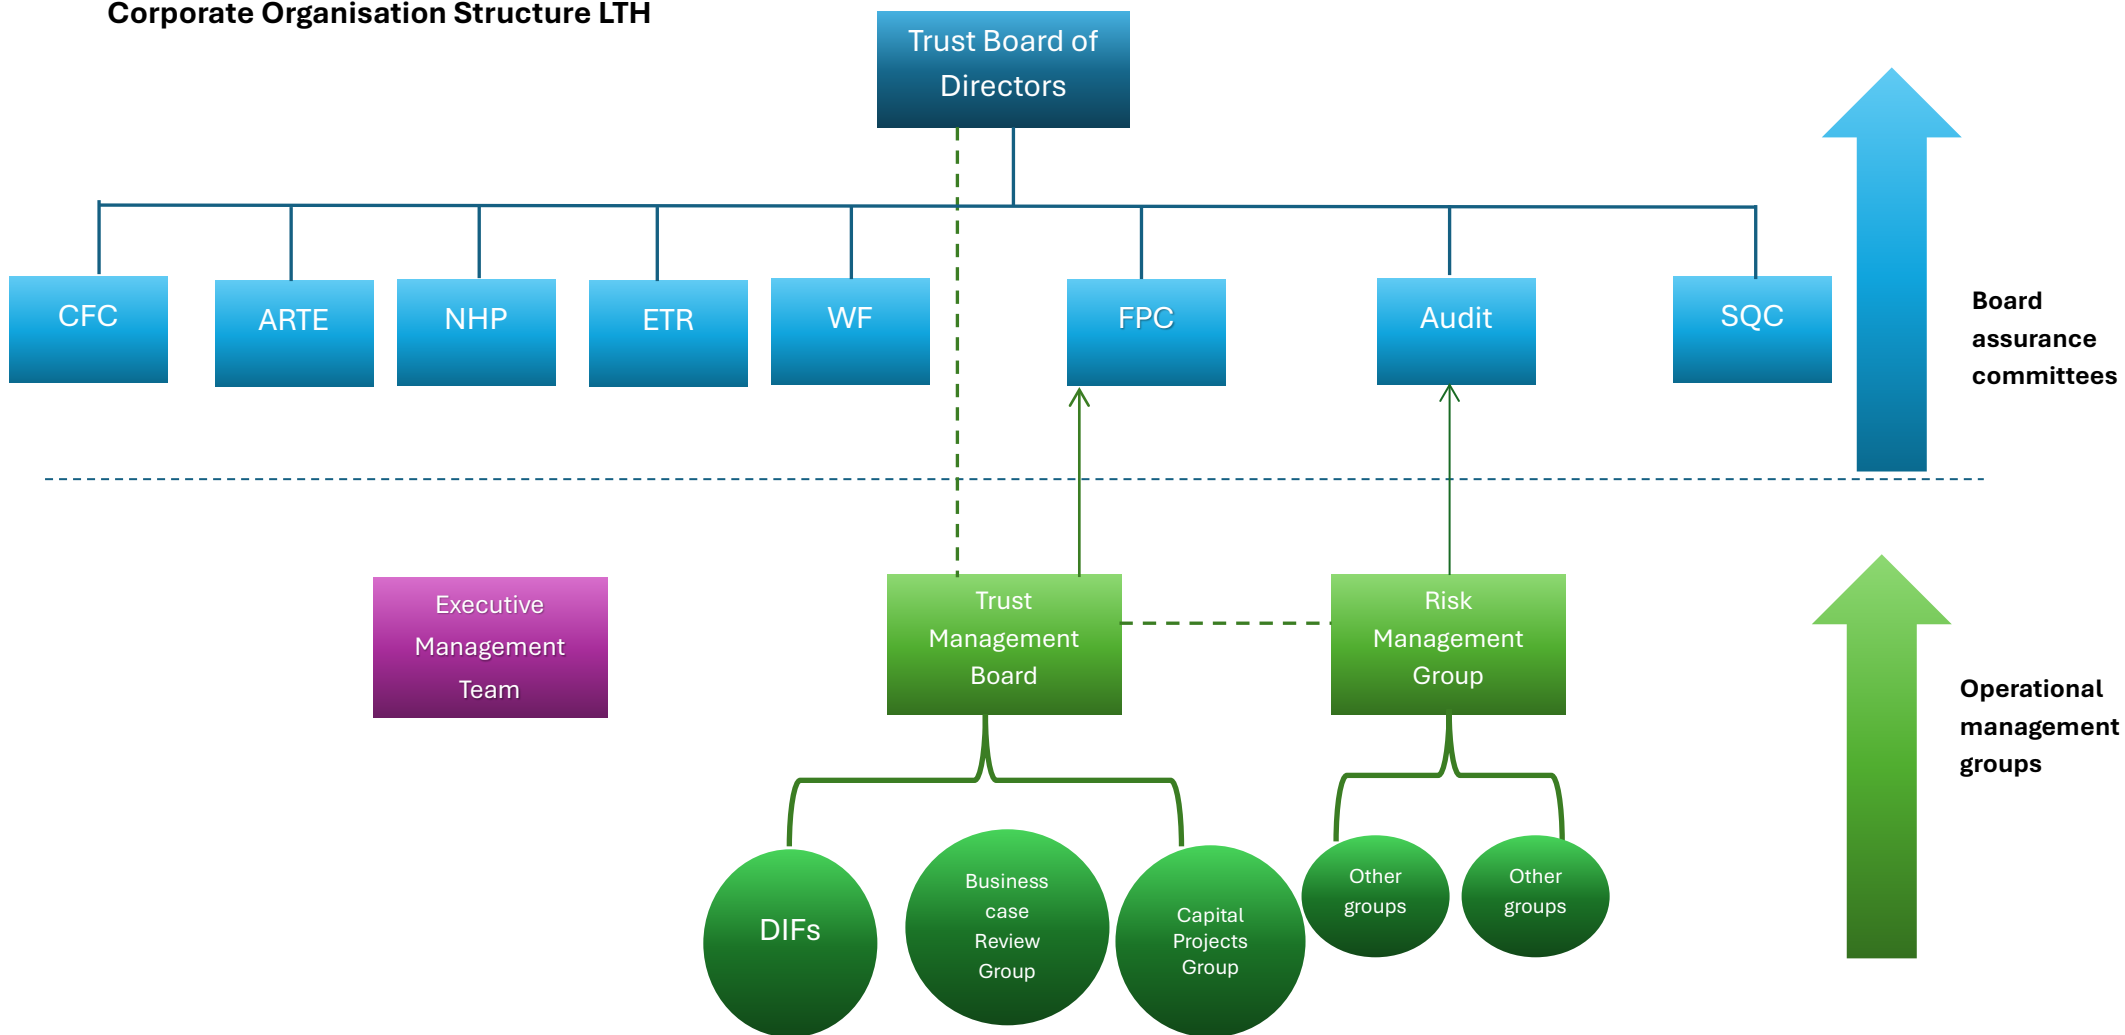 Corporate Organisation Structure LTH
Trust Board of
Directors
CFC
ARTE
NHP
ETR
WF
FPC
Audit
SQC
Board
assurance
committees
Executive
Management
Team
Trust
Management
Board
Risk
Management
Group
Operational
management
groups
DIFs
Business
case
Review
Group
Capital
Projects
Group
Other
groups
Other
groups